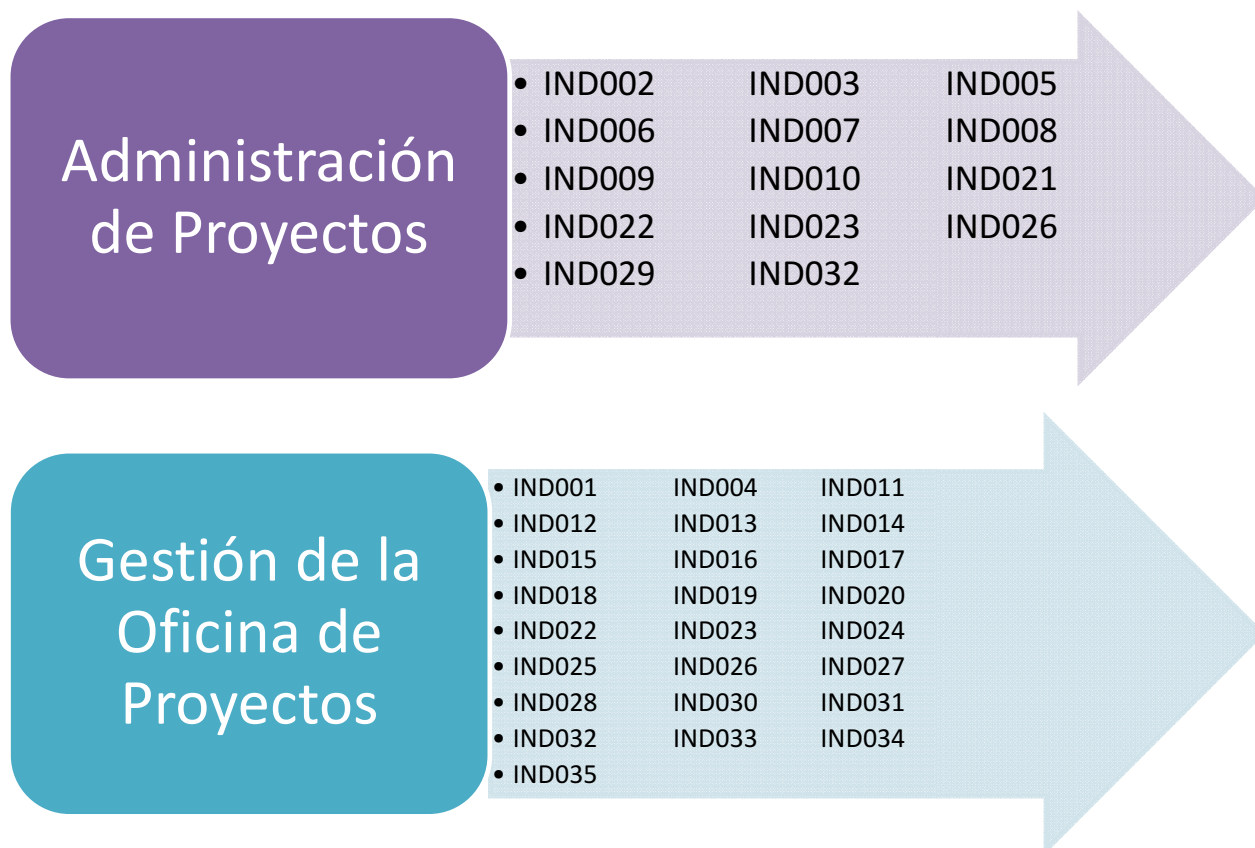 Administración
de Proyectos
• IND002 IND003 IND005
• IND006 IND007 IND008
• IND009 IND010 IND021
• IND022 IND023 IND026
• IND029 IND032
Gestión de la
Oficina de
Proyectos
• IND001 IND004 IND011
• IND012 IND013 IND014
• IND015 IND016 IND017
• IND018 IND019 IND020
• IND022 IND023 IND024
• IND025 IND026 IND027
• IND028 IND030 IND031
• IND032 IND033 IND034
• IND035